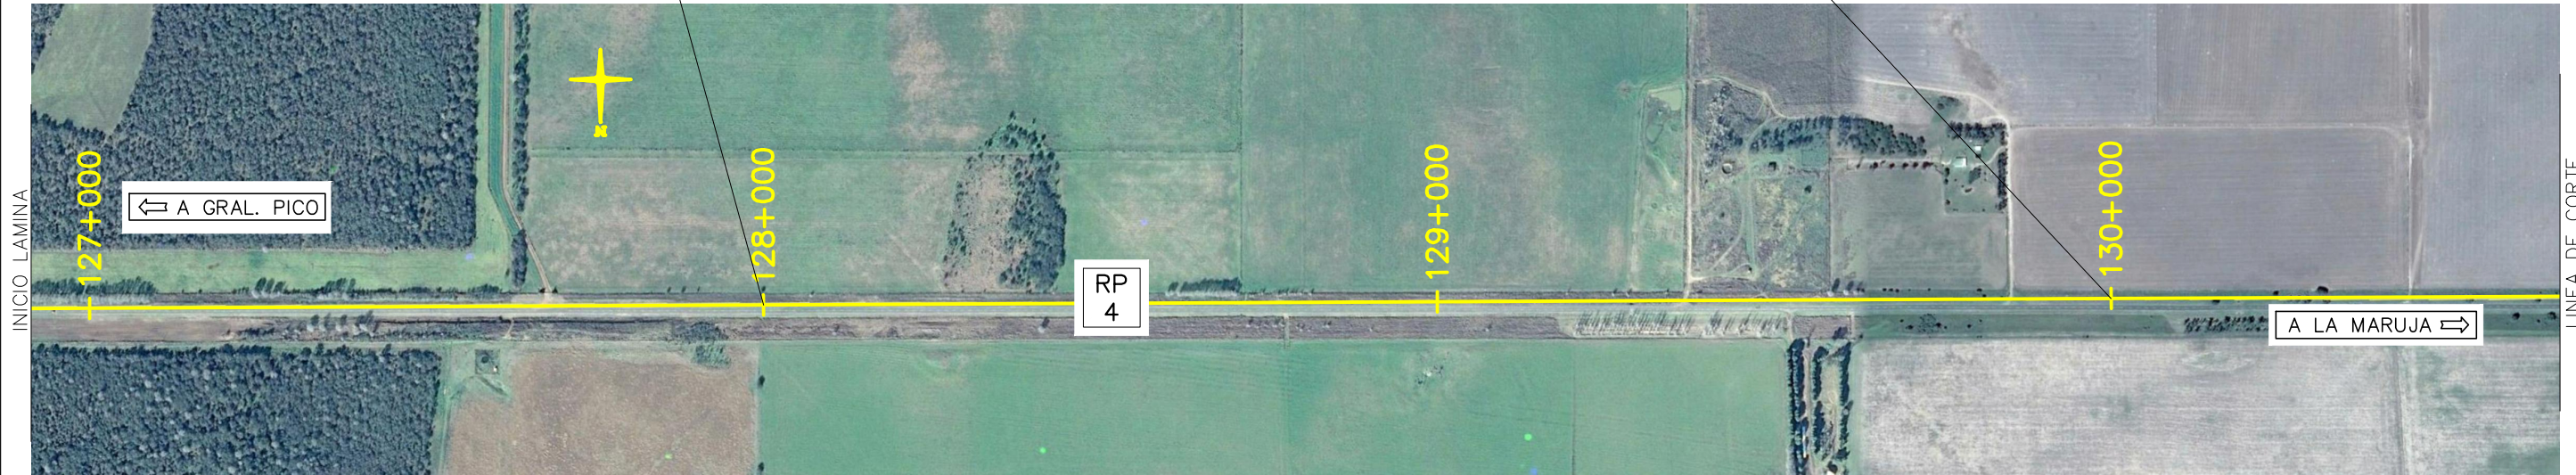 INICIO LAMINA
127+000
A GRAL. PICO
N
128+000
RP
4
129+000
130+000
A LA MARUJA
LINEA DE CORTE